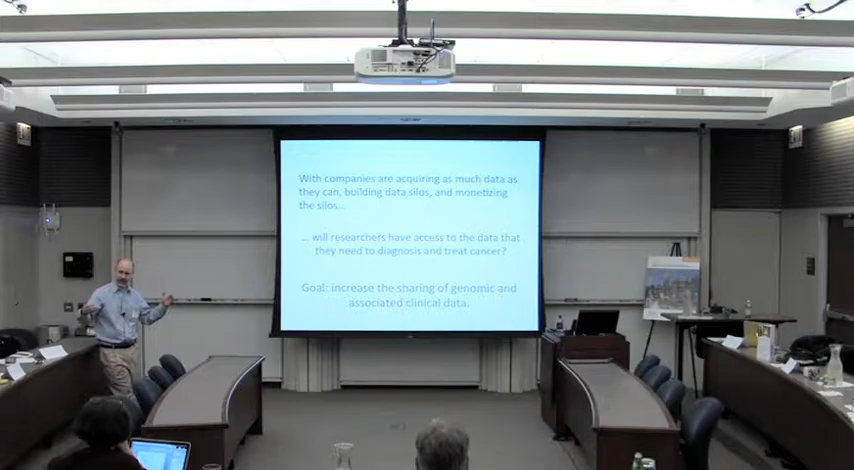 With companies are acquiring as much data as
they can, building data silos, and monetizing
the silos...
... will researchers have access to the data that
they need to diagnosis and treat cancer?
Goal: increase the sharing of genomic and
associated clinical data.